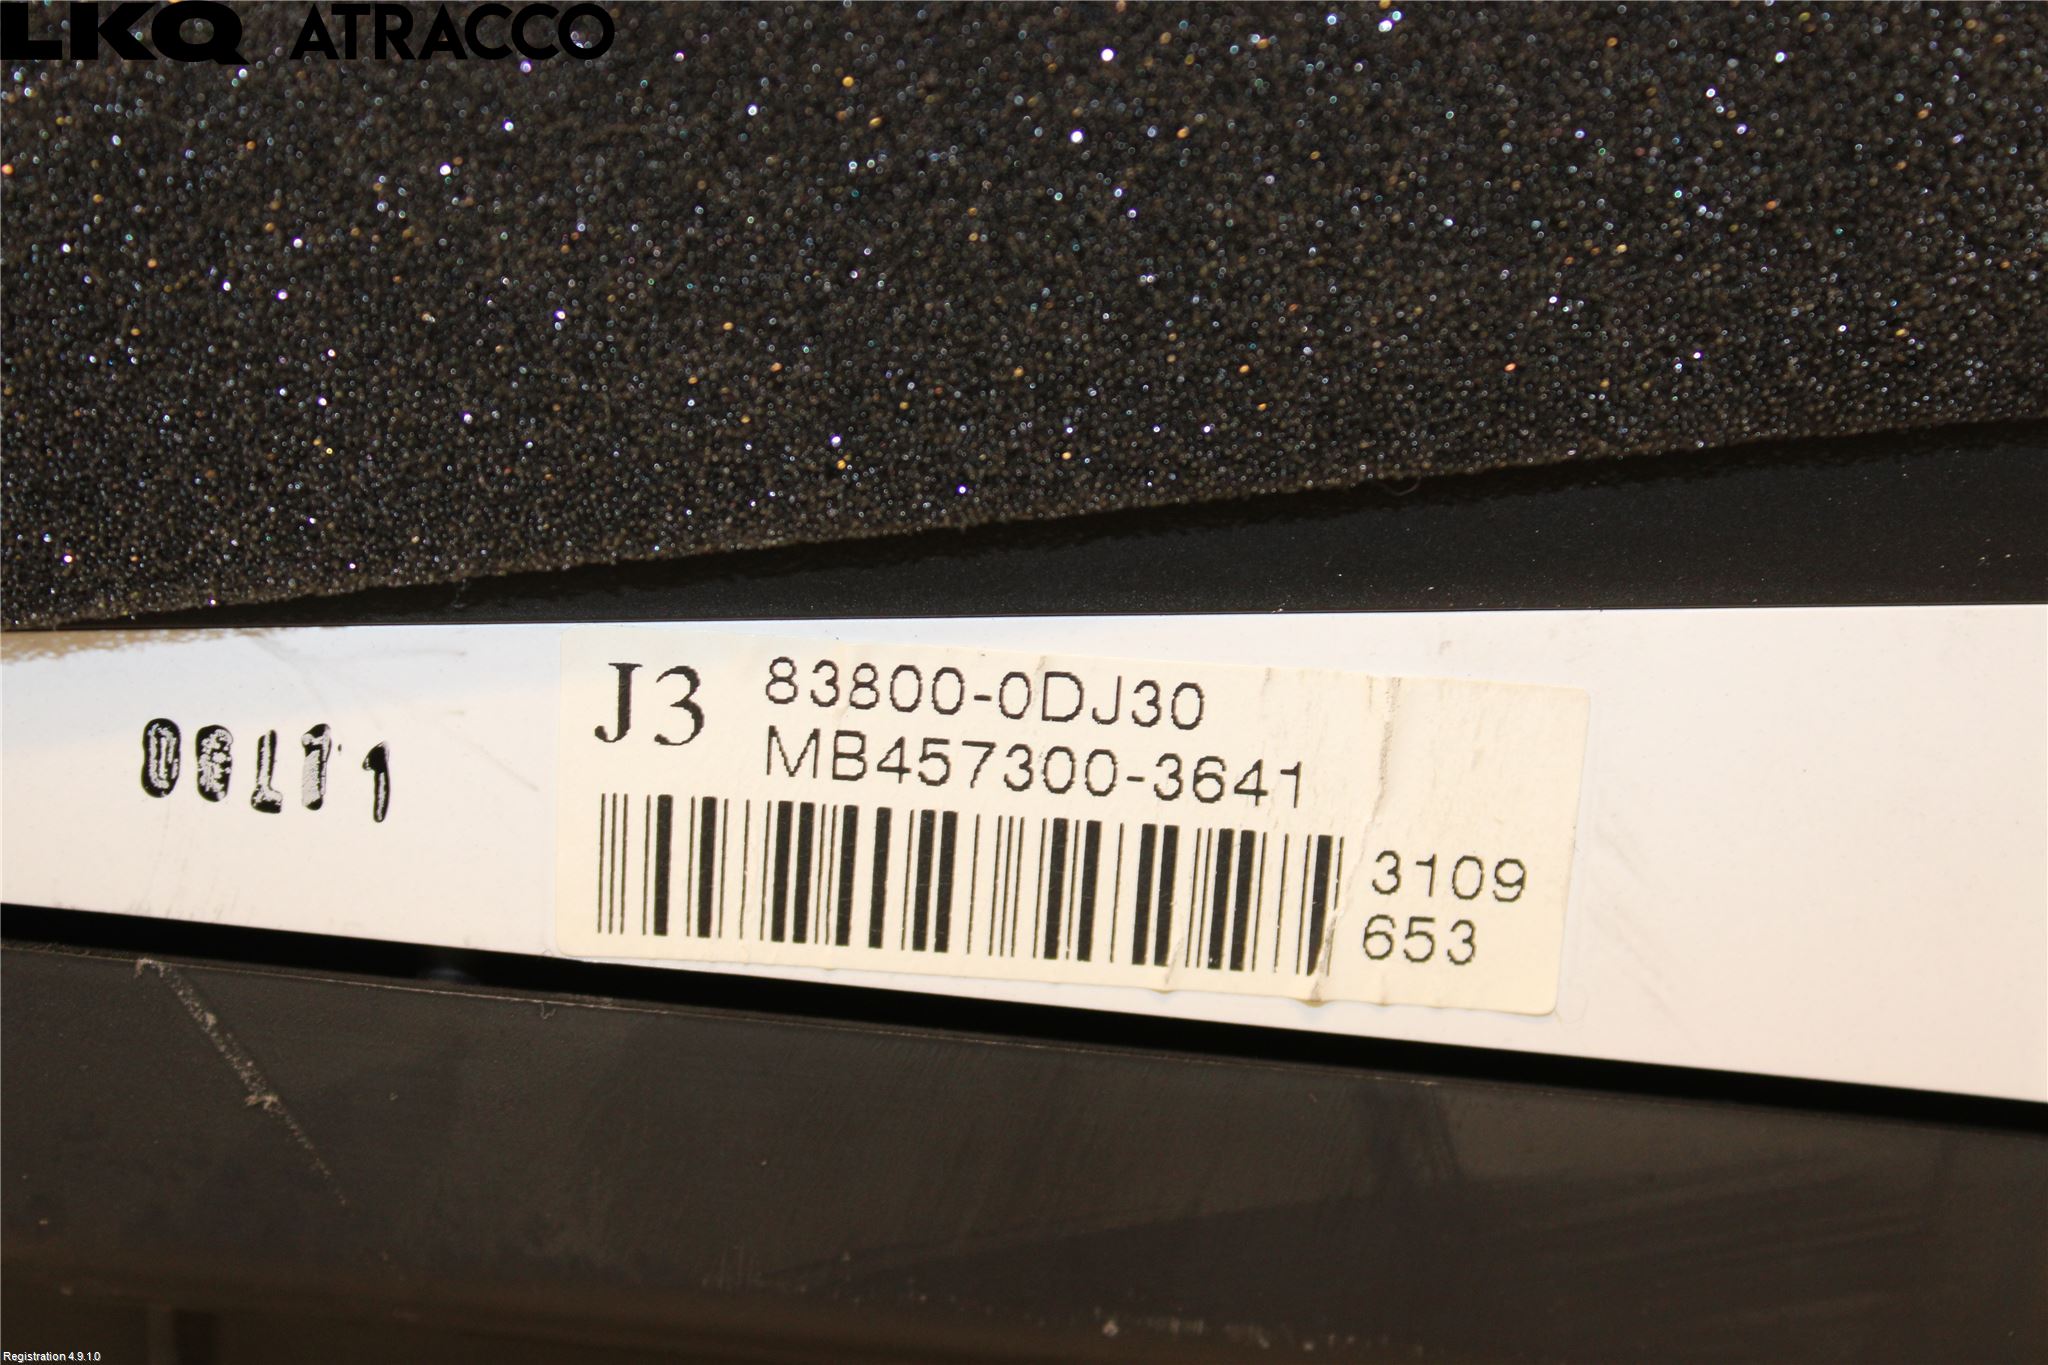 LKQ ATRACCO
J3
83800-0DJ30
MB457300-3641
3109
653
Registration 4.9.1.0